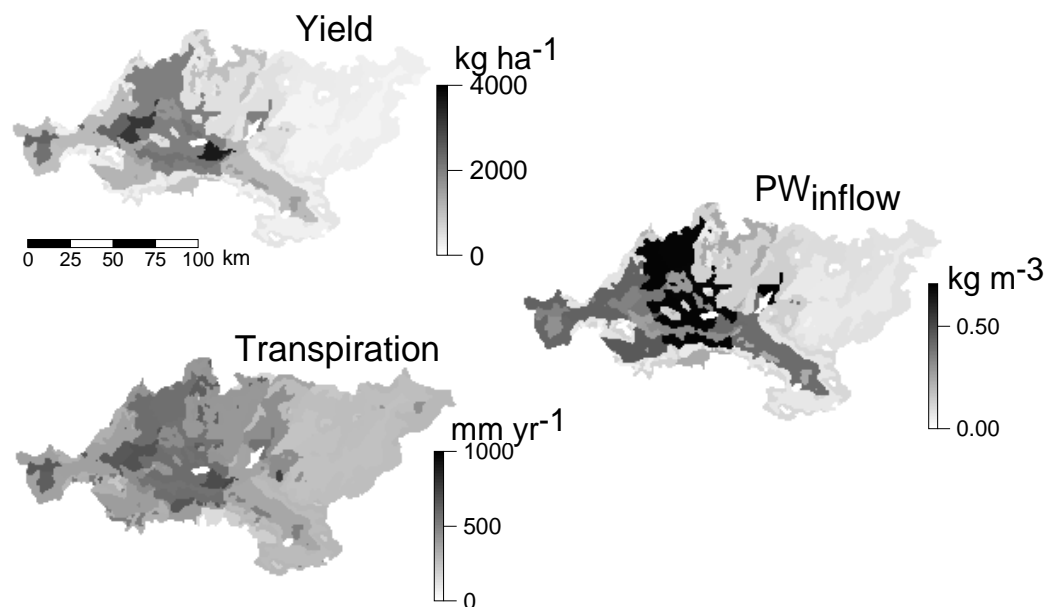 Yield
kg ha-1
4000
2000
0
0 25 50 75 100 km
PWinflow
kg m-3
0.50
0.00
Transpiration
mm yr-1
1000
500
0